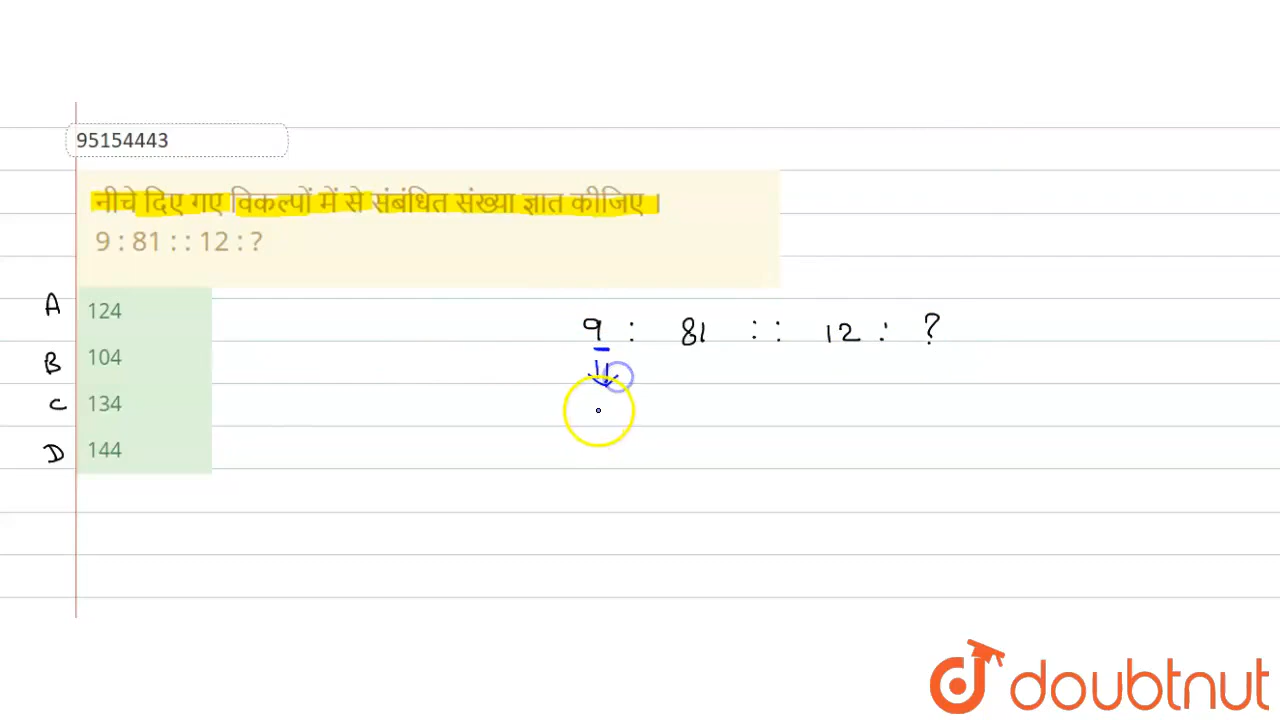 95154443
नीचे दिए गए विकल्पों में से संबंधित संख्या ज्ञात कीजिए ।
9 : 81 : : 12 : ?
A 124
B 104
C 134
D 144
9 : 81 : : 12 : ?
doubtnut